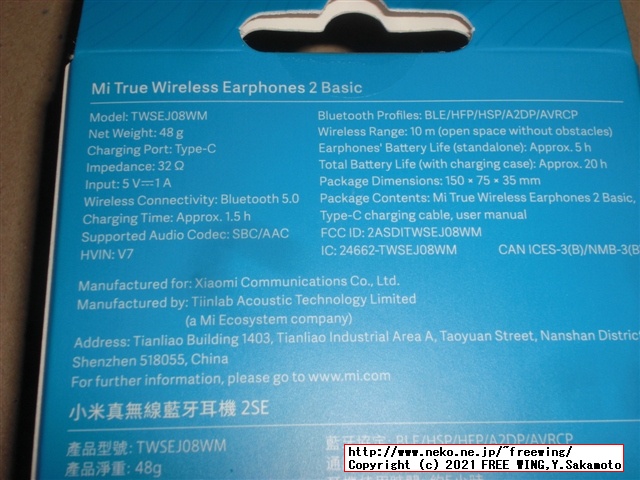 Mi True Wireless Earphones 2 Basic
Model: TWSEJ08WM
Net Weight: 48 g
Charging Port: Type-C
Impedance: 32 Ω
Input: 5 V⎓1 A
Wireless Connectivity: Bluetooth 5.0
Charging Time: Approx. 1.5 h
Supported Audio Codec: SBC/AAC
HVIN: V7
Bluetooth Profiles: BLE/HFP/HSP/A2DP/AVRCP
Wireless Range: 10 m (open space without obstacles)
Earphones' Battery Life (standalone): Approx. 5 h
Total Battery Life (with charging case): Approx. 20 h
Package Dimensions: 150 × 75 × 35 mm
Package Contents: Mi True Wireless Earphones 2 Basic,
Type-C charging cable, user manual
FCC ID: 2ASDITWSEJ08WM
IC: 24662-TWSEJ08WM CAN ICES-3(B)/NMB-3(B
Manufactured for: Xiaomi Communications Co., Ltd.
Manufactured by: Tiinlab Acoustic Technology Limited
(a Mi Ecosystem company)
Address: Tianliao Building 1403, Tianliao Industrial Area A, Taoyuan Street, Nanshan District
Shenzhen 518055, China
For further information, please go to www.mi.com
小米真無線藍牙耳機 2SE
產品型號: TWSEJ08WM
產品淨重: 48g
藍牙協定: BLE/HSP/HFP/A2DP/AVRCP
http://www.neko.ne.jp/~freewing/
Copyright (c) 2021 FREE WING,Y.Sakamoto